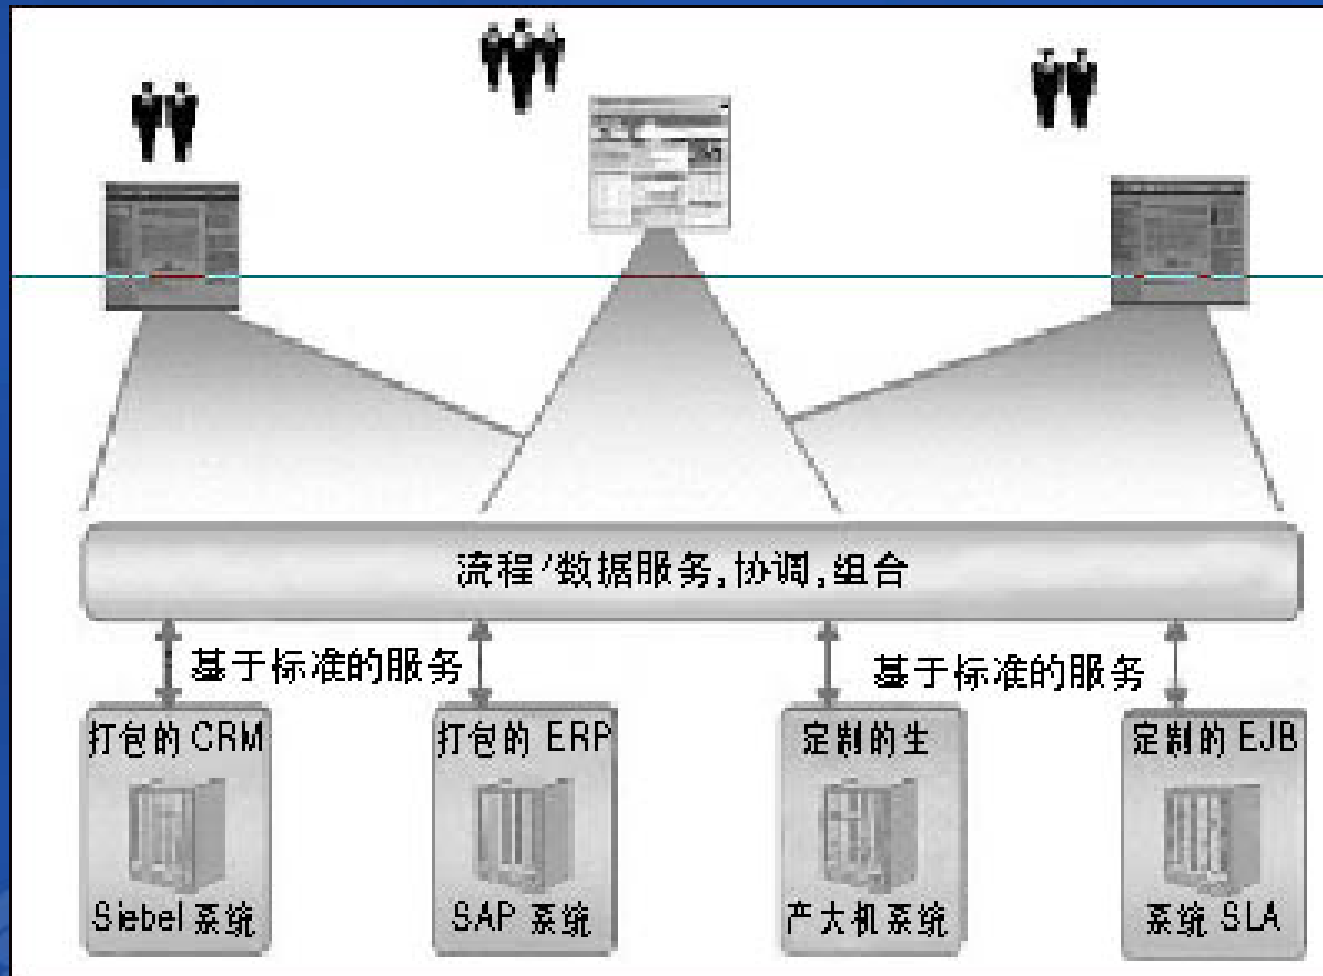 流程/数据服务,协调,组合
基于标准的服务
基于标准的服务
打包的 CRM
Siebel 系统
打包的 ERP
SAP 系统
定制的生
产大机系统
定制的 EJB
系统 SLA